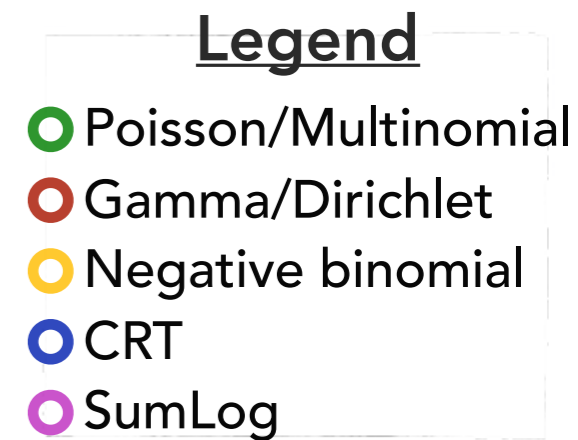 Legend
Poisson/Multinomial
Gamma/Dirichlet
Negative binomial
CRT
SumLog